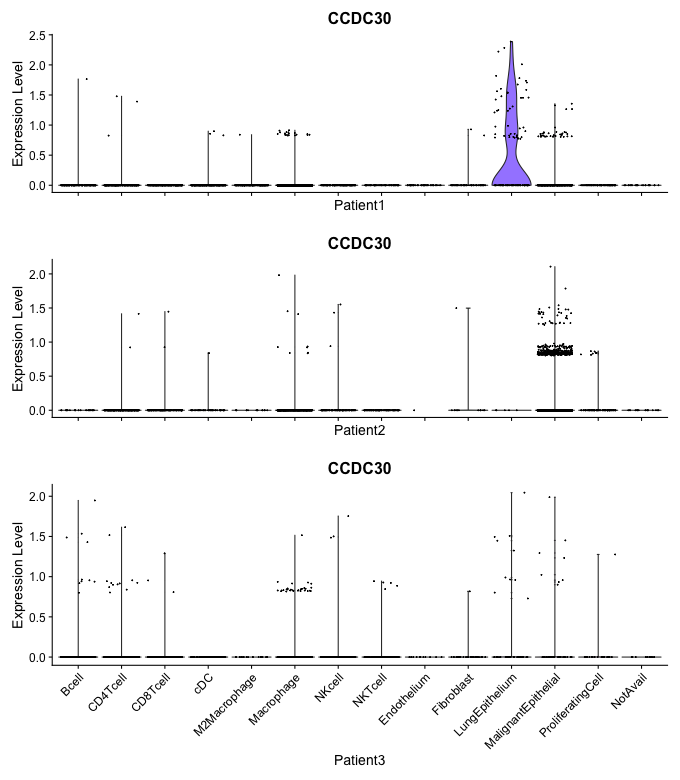 CCDC30
Expression Level
2.5
2.0
1.5
1.0
0.5
0.0
Patient1
CCDC30
Expression Level
2.0
1.5
1.0
0.5
0.0
Patient2
CCDC30
Expression Level
2.0
1.5
1.0
0.5
0.0
Bcell
CD4Tcell
CD8Tcell
cDC
M2Macrophage
Macrophage
NKcell
NKTcell
Endothelium
Fibroblast
LungEpithelium
MalignantEpithelial
ProliferatingCell
NotAvail
Patient3